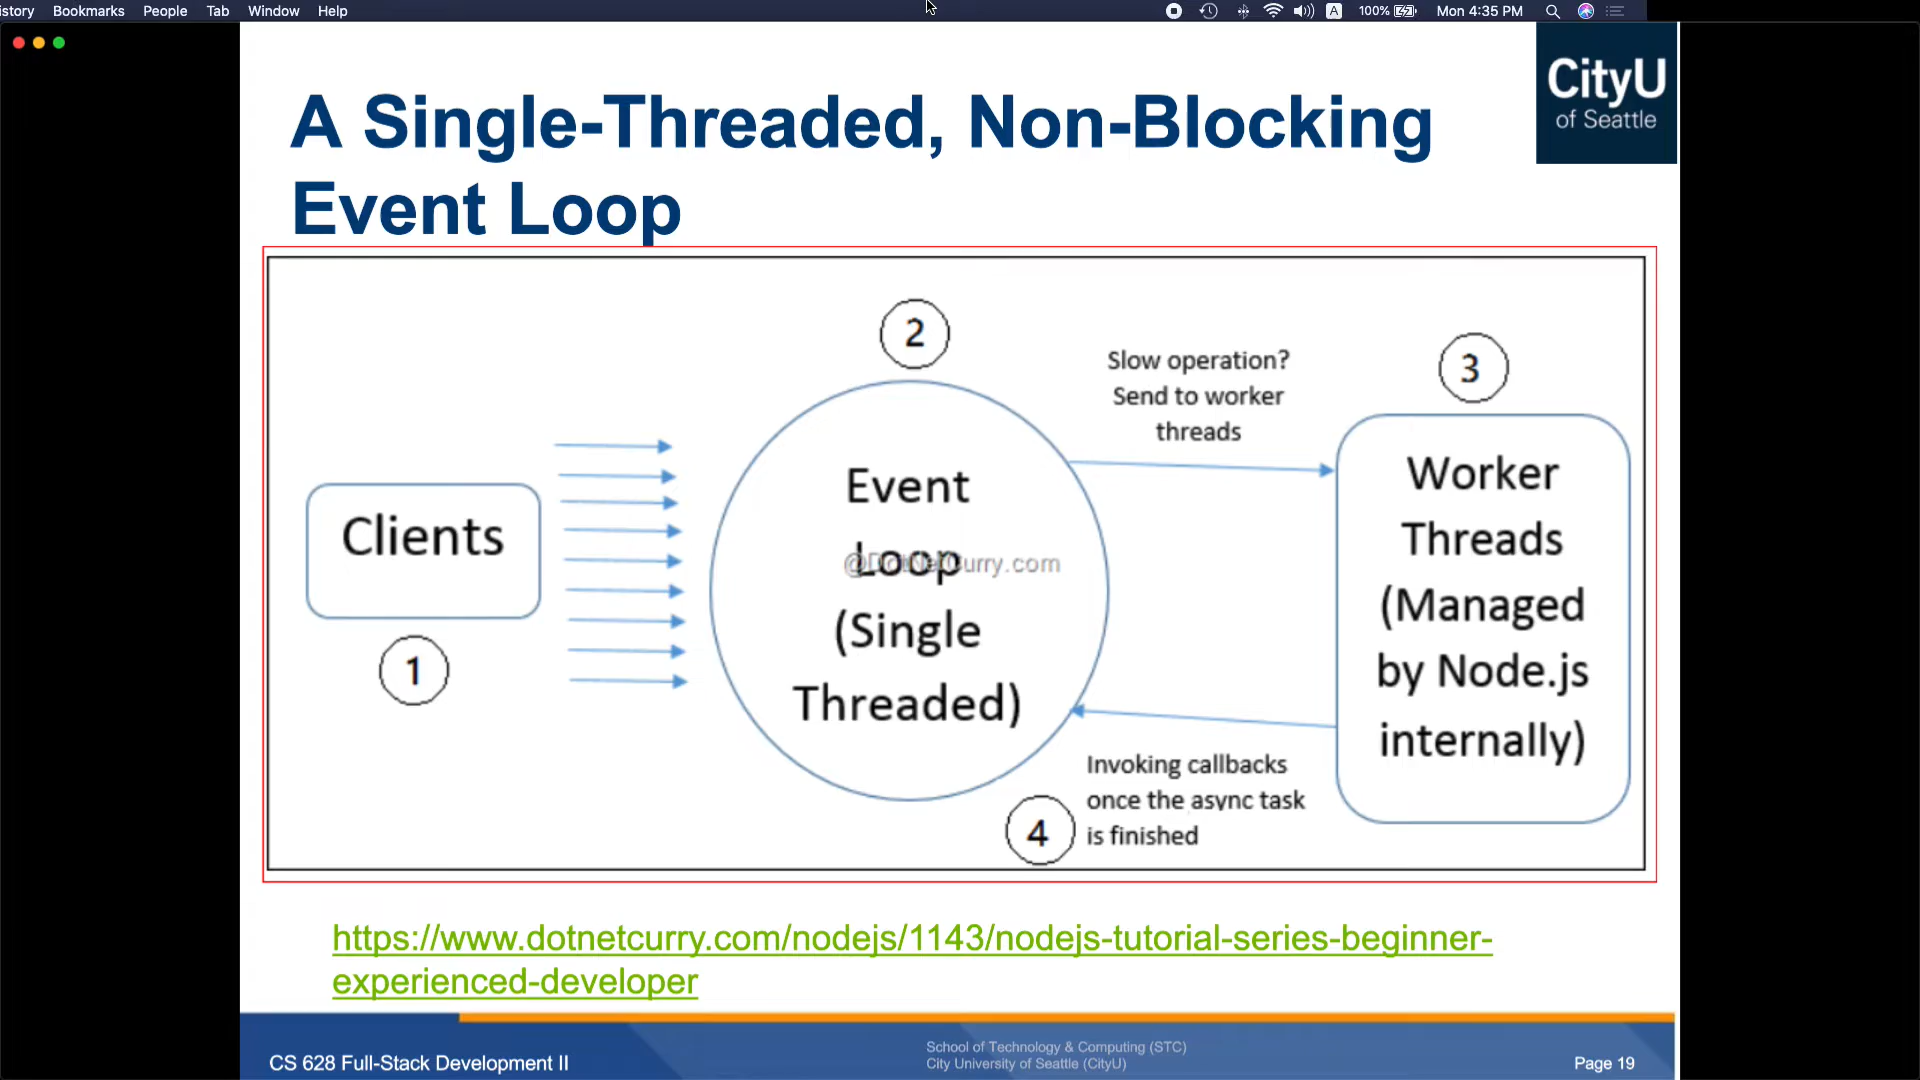 istory Bookmarks People Tab Window Help
A 100% Mon 4:35 PM
CityU
of Seattle
A Single-Threaded, Non-Blocking
Event Loop
2
Slow operation?
Send to worker
threads
3
Clients
1
Event
Loop
(Single
Threaded)
@DotNetCurry.com
Worker
Threads
(Managed
by Node.js
internally)
Invoking callbacks
once the async task
is finished
4
https://www.dotnetcurry.com/nodejs/1143/nodejs-tutorial-series-beginner-
experienced-developer
CS 628 Full-Stack Development II
School of Technology & Computing (STC)
City University of Seattle (CityU)
Page 19